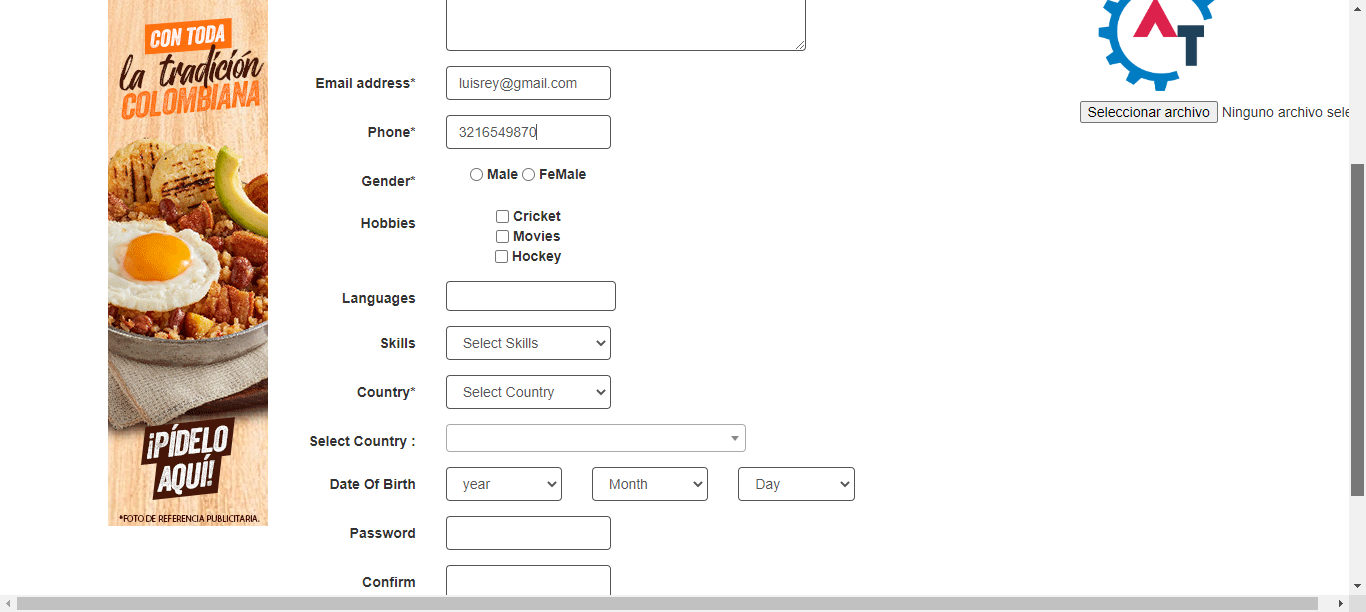 CON TODA
la tradición
COLOMBIANA
¡PÍDELO
AQUÍ!
*FOTO DE REFERENCIA PUBLICITARIA.
Email address*
luisrey@gmail.com
Phone*
3216549870
Gender*
Male FeMale
Hobbies
Cricket
Movies
Hockey
Languages
Skills
Select Skills
Country*
Select Country
Select Country :
Date Of Birth
year Month Day
Password
Confirm
AT
Seleccionar archivo Ninguno archivo sele